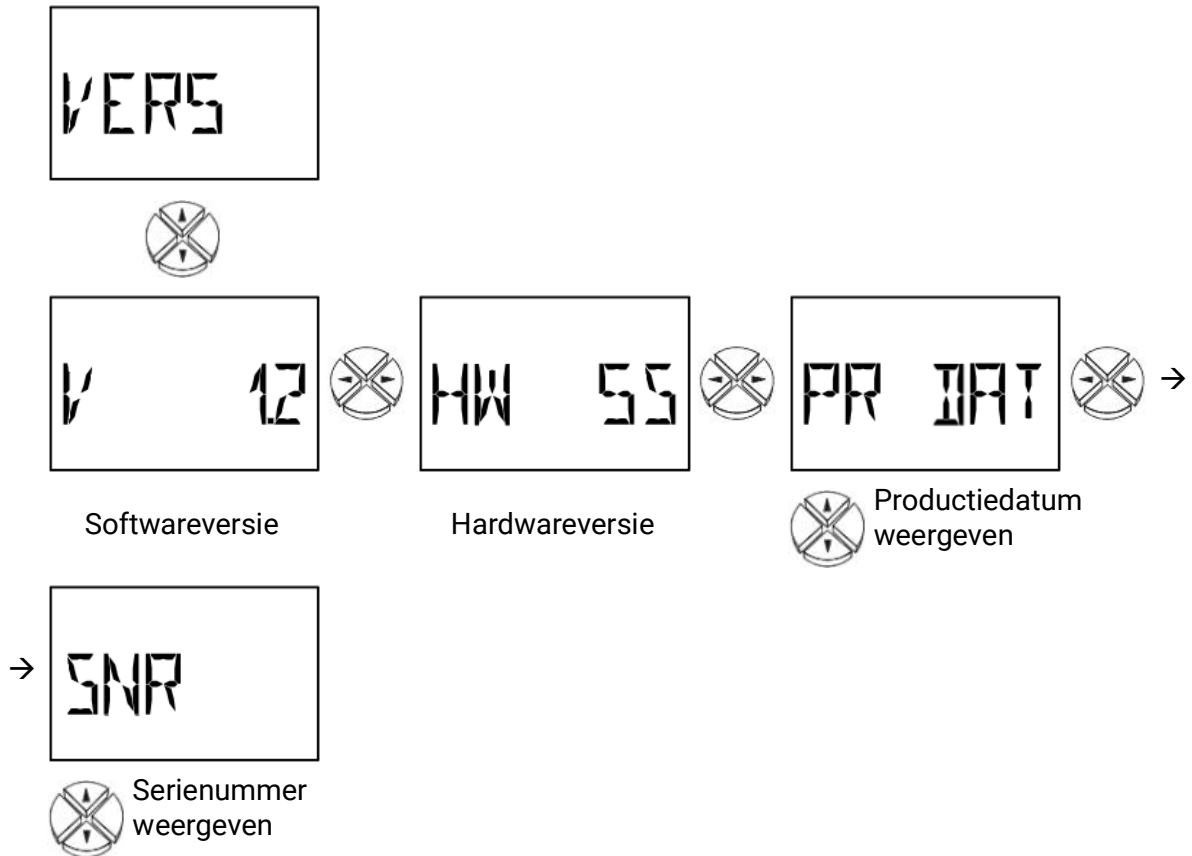 VERS
V 1.2
HW 55
PR DAT
→
Softwareversie
Hardwareversie
Productiedatum
weergeven
→
SNR
Serienummer
weergeven